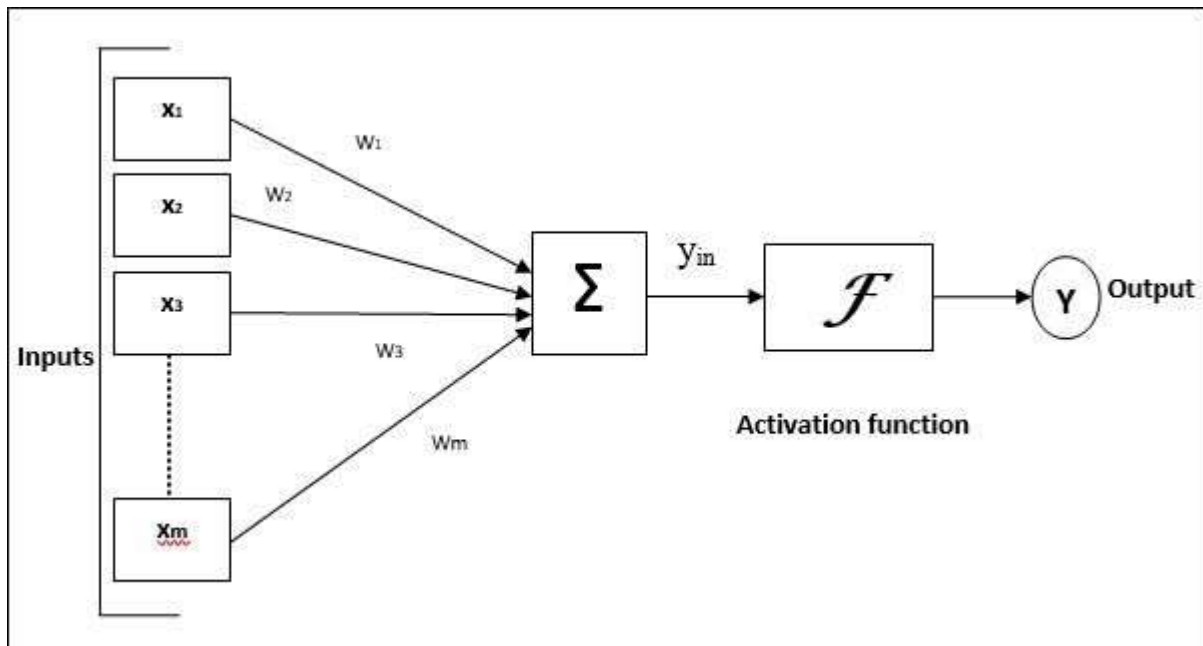 x₁
W₁
x₂
W₂
x₃
W₃
Inputs
Σ
yᵢₙ
ℱ
Y
Output
Activation function
Wm
Xm